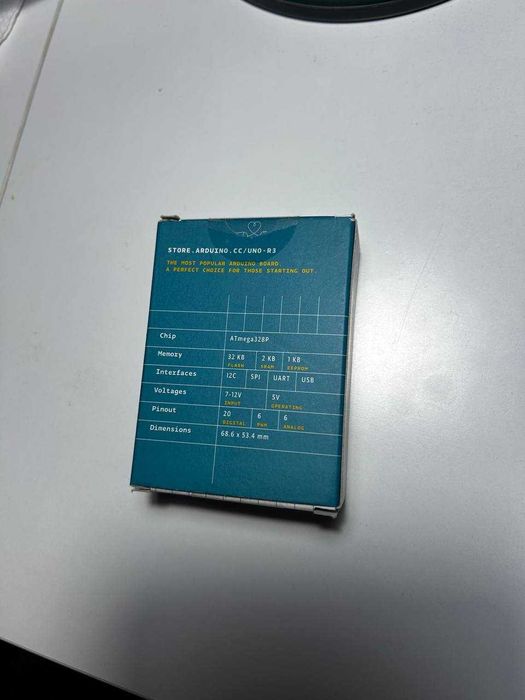 STORE.ARDUINO.CC/UNO-R3
THE MOST POPULAR ARDUINO BOARD.
A PERFECT CHOICE FOR THOSE STARTING OUT.
Chip ATmega328P
Memory 32 KB 2 KB 1 KB
FLASH SRAM EEPROM
Interfaces I2C SPI UART USB
Voltages 7-12V 5V
INPUT OPERATING
Pinout 20 6 6
DIGITAL PWM ANALOG
Dimensions 68.6 x 53.4 mm